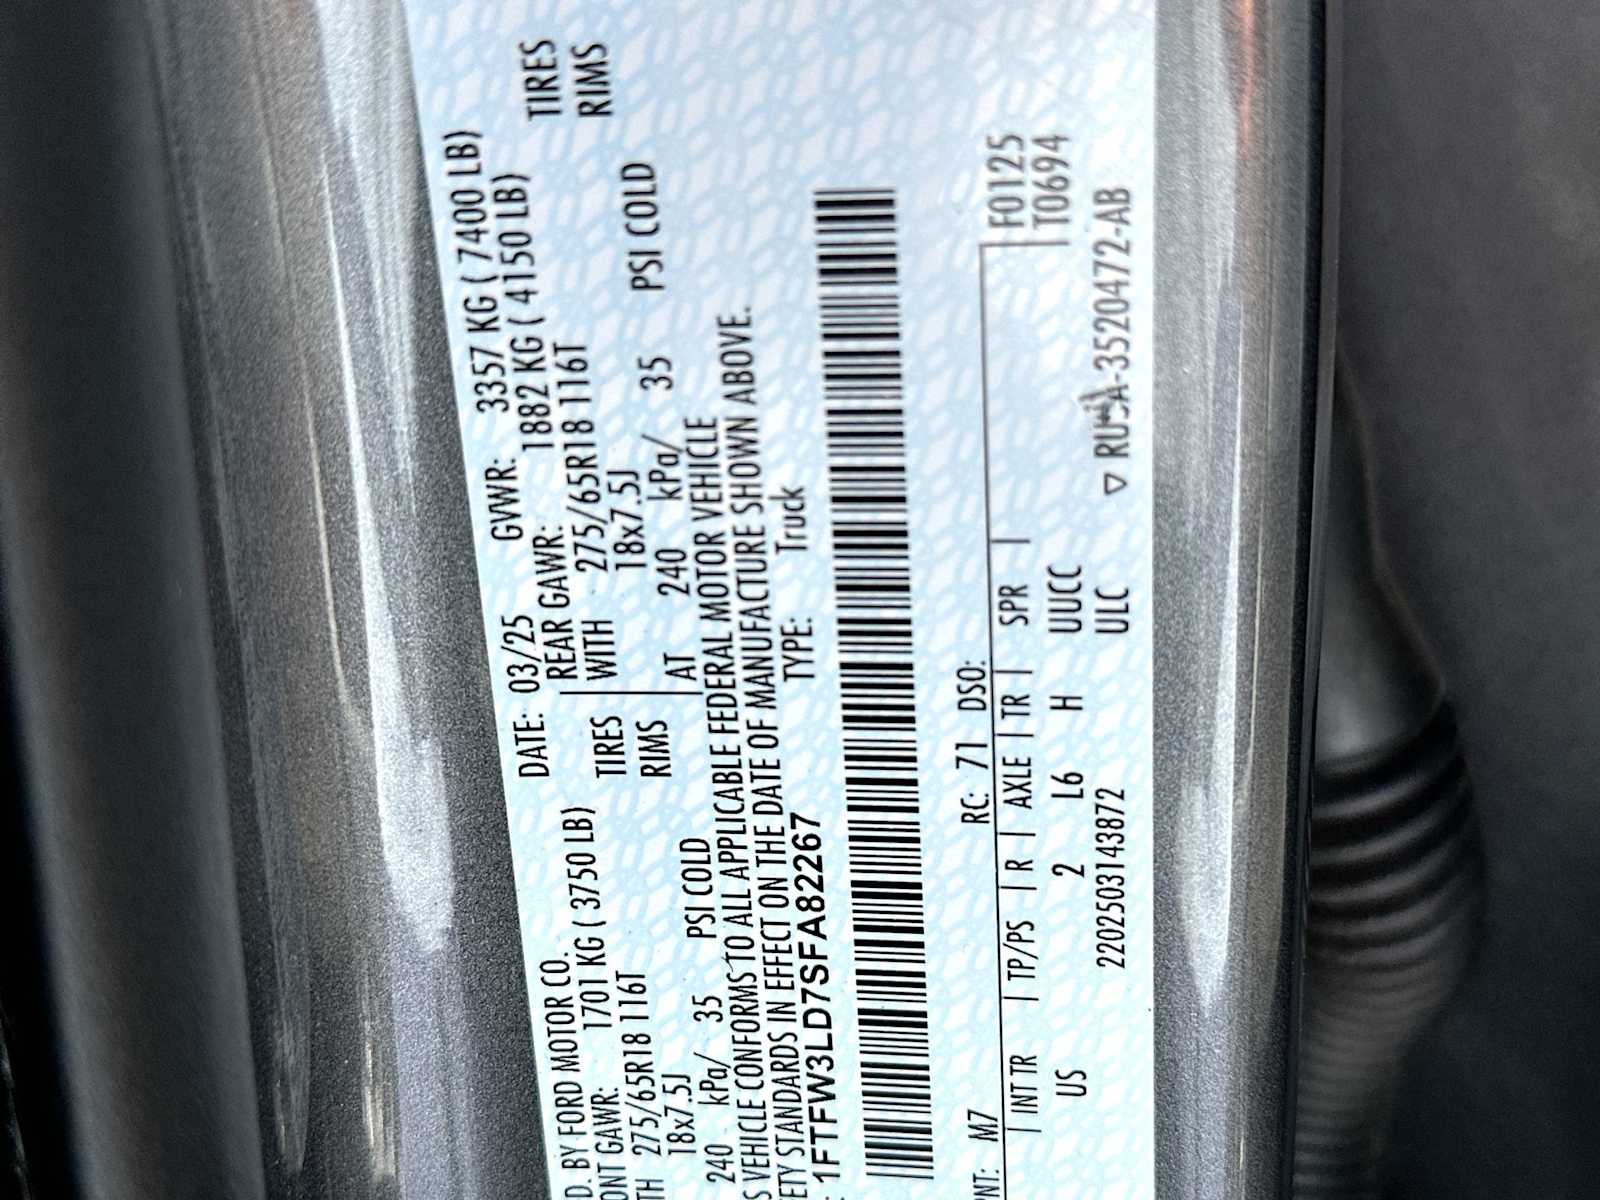 D. BY FORD MOTOR CO. DATE: 03/25 GVWR: 3357 KG ( 7400 LB)
ONT GAWR: 1701 KG ( 3750 LB) REAR GAWR: 1882 KG ( 4150 LB)
TH 275/65R18 116T TIRES WITH 275/65R18 116T TIRES
18x7.5J RIMS 18x7.5J RIMS
240 kPa/ 35 PSI COLD AT 240 kPa/ 35 PSI COLD
S VEHICLE CONFORMS TO ALL APPLICABLE FEDERAL MOTOR VEHICLE
ETY STANDARDS IN EFFECT ON THE DATE OF MANUFACTURE SHOWN ABOVE.
: 1FTFW3LD7SFA82267 TYPE: Truck
PNT: M7 RC: 71 DSO:
INT TR TP/PS R AXLE TR SPR F0125
US 2 L6 H UUCC T0694
2202503143872 ULC ▽ RU5A-3520472-AB